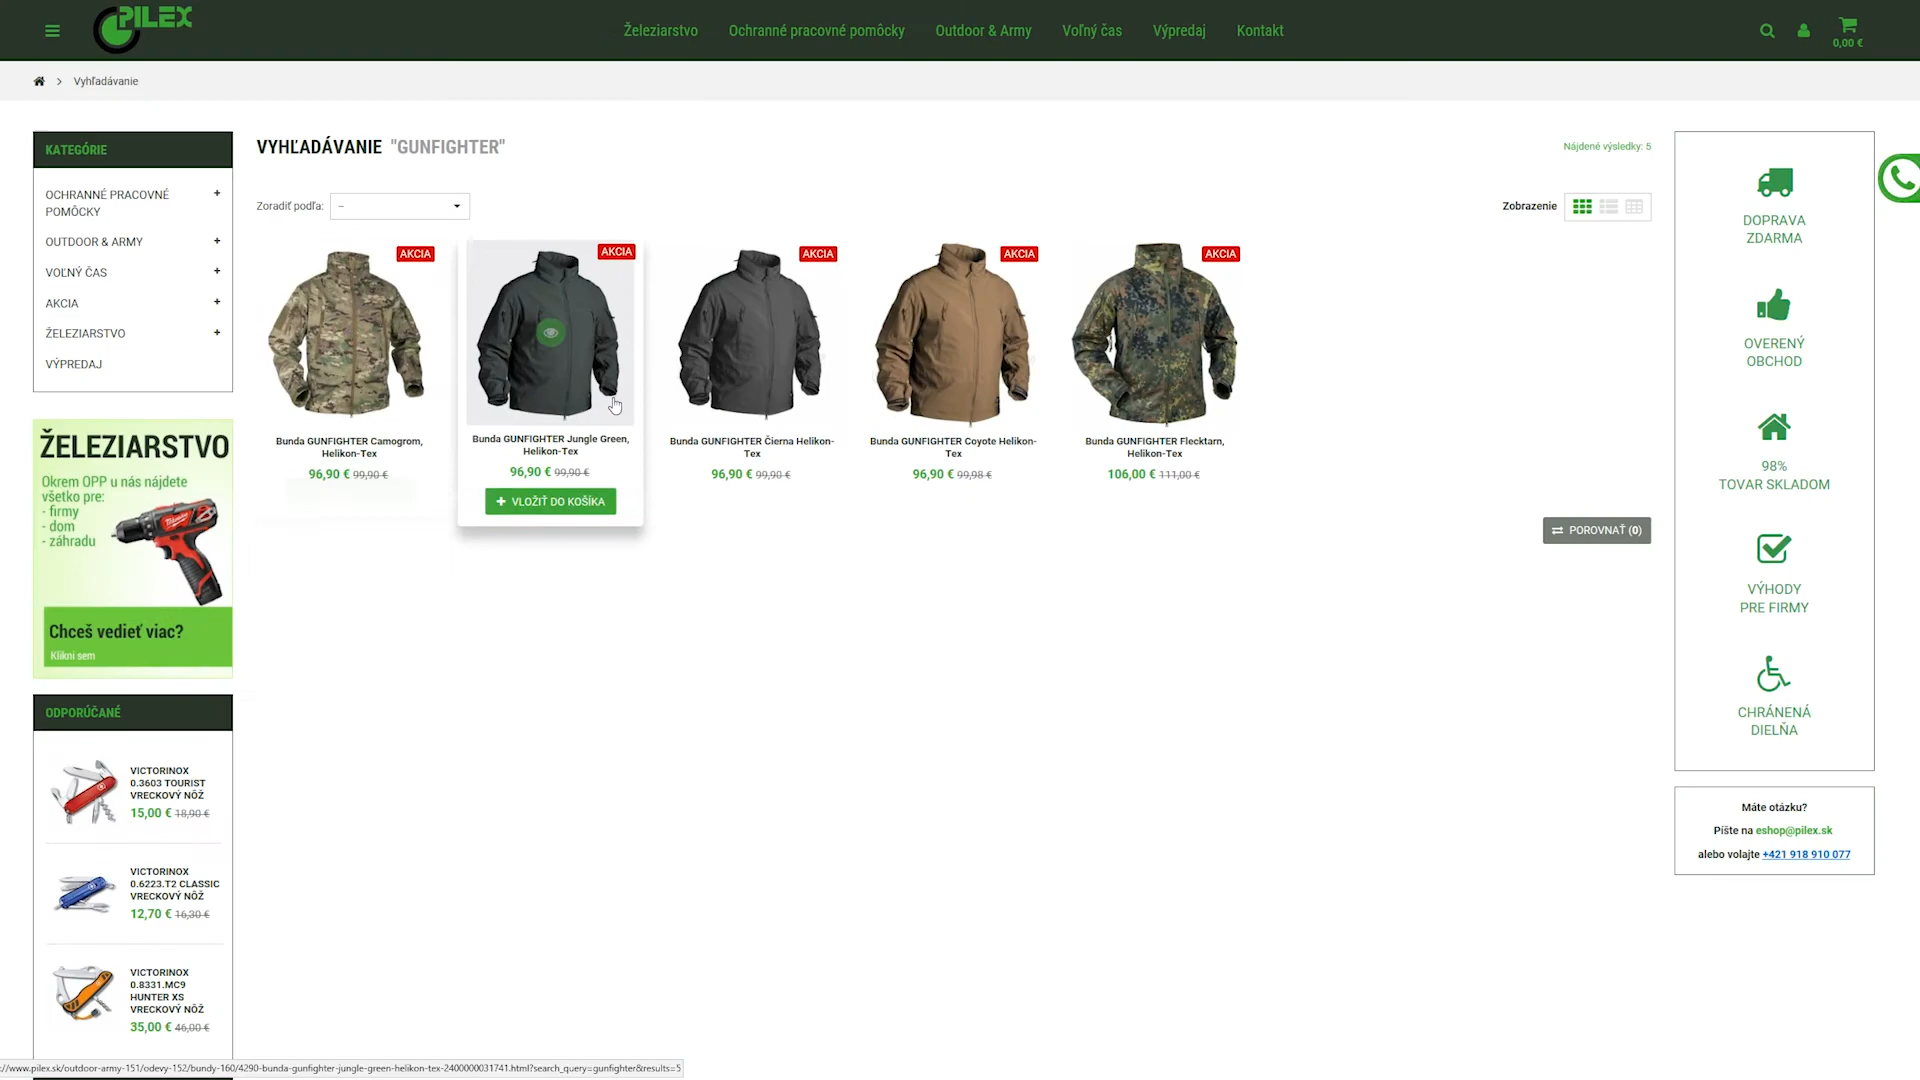 PILEX
Železiarstvo
Ochranné pracovné pomôcky
Outdoor & Army
Voľný čas
Výpredaj
Kontakt
0,00 €
Vyhľadávanie
KATEGÓRIE
OCHRANNÉ PRACOVNÉ
POMÔCKY
OUTDOOR & ARMY
VOĽNÝ ČAS
AKCIA
ŽELEZIARSTVO
VÝPREDAJ
ŽELEZIARSTVO
Okrem OPP u nás nájdete
všetko pre:
- firmy
- dom
- záhradu
Chceš vedieť viac?
Klikni sem
ODPORÚČANÉ
VICTORINOX
0.3603 TOURIST
VRECKOVÝ NÔŽ
15,00 € 18,90 €
VICTORINOX
0.6223.T2 CLASSIC
VRECKOVÝ NÔŽ
12,70 € 16,30 €
VICTORINOX
0.8331.MC9
HUNTER XS
VRECKOVÝ NÔŽ
35,00 € 46,00 €
VYHĽADÁVANIE "GUNFIGHTER"
Nájdené výsledky: 5
Zoradiť podľa: --
Zobrazenie
AKCIA
Bunda GUNFIGHTER Camogrom,
Helikon-Tex
96,90 € 99,90 €
AKCIA
Bunda GUNFIGHTER Jungle Green,
Helikon-Tex
96,90 € 99,90 €
VLOŽIŤ DO KOŠÍKA
AKCIA
Bunda GUNFIGHTER Čierna Helikon-
Tex
96,90 € 99,90 €
AKCIA
Bunda GUNFIGHTER Coyote Helikon-
Tex
96,90 € 99,98 €
AKCIA
Bunda GUNFIGHTER Flecktarn,
Helikon-Tex
106,00 € 111,00 €
POROVNAŤ (0)
DOPRAVA
ZDARMA
OVERENÝ
OBCHOD
98%
TOVAR SKLADOM
VÝHODY
PRE FIRMY
CHRÁNENÁ
DIELŇA
Máte otázku?
Píšte na eshop@pilex.sk
alebo volajte +421 918 910 077
://www.pilex.sk/outdoor-army-151/odevy-152/bundy-160/4290-bunda-gunfighter-jungle-green-helikon-tex-2400000031741.html?search_query=gunfighter&results=5